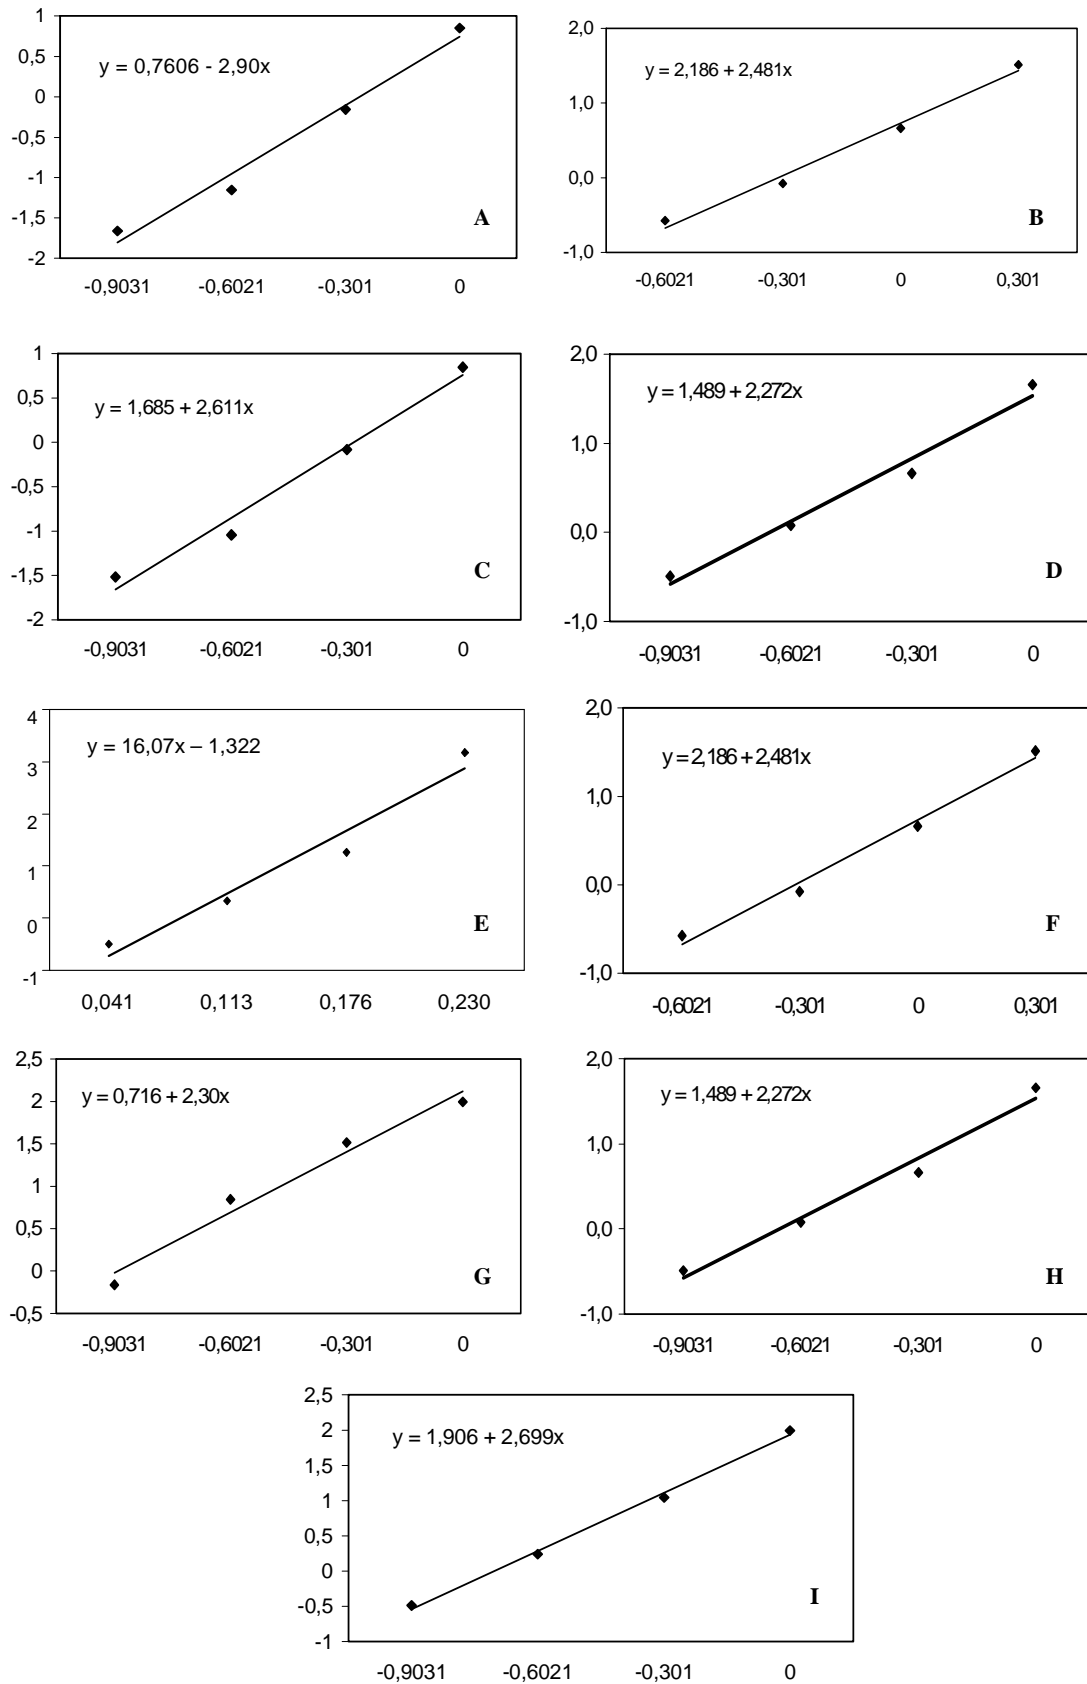 1
0,5
0
-0,5
-1
-1,5
-2
y = 0,7606 - 2,90x
A
-0,9031 -0,6021 -0,301 0
2,0
1,0
0,0
-1,0
y = 2,186 + 2,481x
B
-0,6021 -0,301 0 0,301
1
0,5
0
-0,5
-1
-1,5
-2
y = 1,685 + 2,611x
C
-0,9031 -0,6021 -0,301 0
2,0
1,0
0,0
-1,0
y = 1,489 + 2,272x
D
-0,9031 -0,6021 -0,301 0
4
3
2
1
0
-1
y = 16,07x – 1,322
E
0,041 0,113 0,176 0,230
2,0
1,0
0,0
-1,0
y = 2,186 + 2,481x
F
-0,6021 -0,301 0 0,301
2,5
2
1,5
1
0,5
0
-0,5
y = 0,716 + 2,30x
G
-0,9031 -0,6021 -0,301 0
2,0
1,0
0,0
-1,0
y = 1,489 + 2,272x
H
-0,9031 -0,6021 -0,301 0
2,5
2
1,5
1
0,5
0
-0,5
-1
y = 1,906 + 2,699x
I
-0,9031 -0,6021 -0,301 0